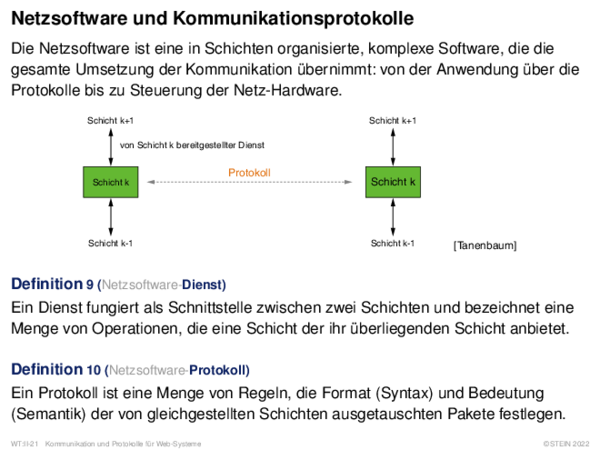 Netzsoftware und Kommunikationsprotokolle
Die Netzsoftware ist eine in Schichten organisierte, komplexe Software, die die
gesamte Umsetzung der Kommunikation übernimmt: von der Anwendung über die
Protokolle bis zu Steuerung der Netz-Hardware.
Schicht k+1 Schicht k+1
von Schicht k bereitgestellter Dienst
Protokoll
Schicht k Schicht k
Schicht k-1 Schicht k-1 [Tanenbaum]
Definition 9 (Netzsoftware-Dienst)
Ein Dienst fungiert als Schnittstelle zwischen zwei Schichten und bezeichnet eine
Menge von Operationen, die eine Schicht der ihr überliegenden Schicht anbietet.
Definition 10 (Netzsoftware-Protokoll)
Ein Protokoll ist eine Menge von Regeln, die Format (Syntax) und Bedeutung
(Semantik) der von gleichgestellten Schichten ausgetauschten Pakete festlegen.
WT:II-21 Kommunikation und Protokolle für Web-Systeme ©STEIN 2022